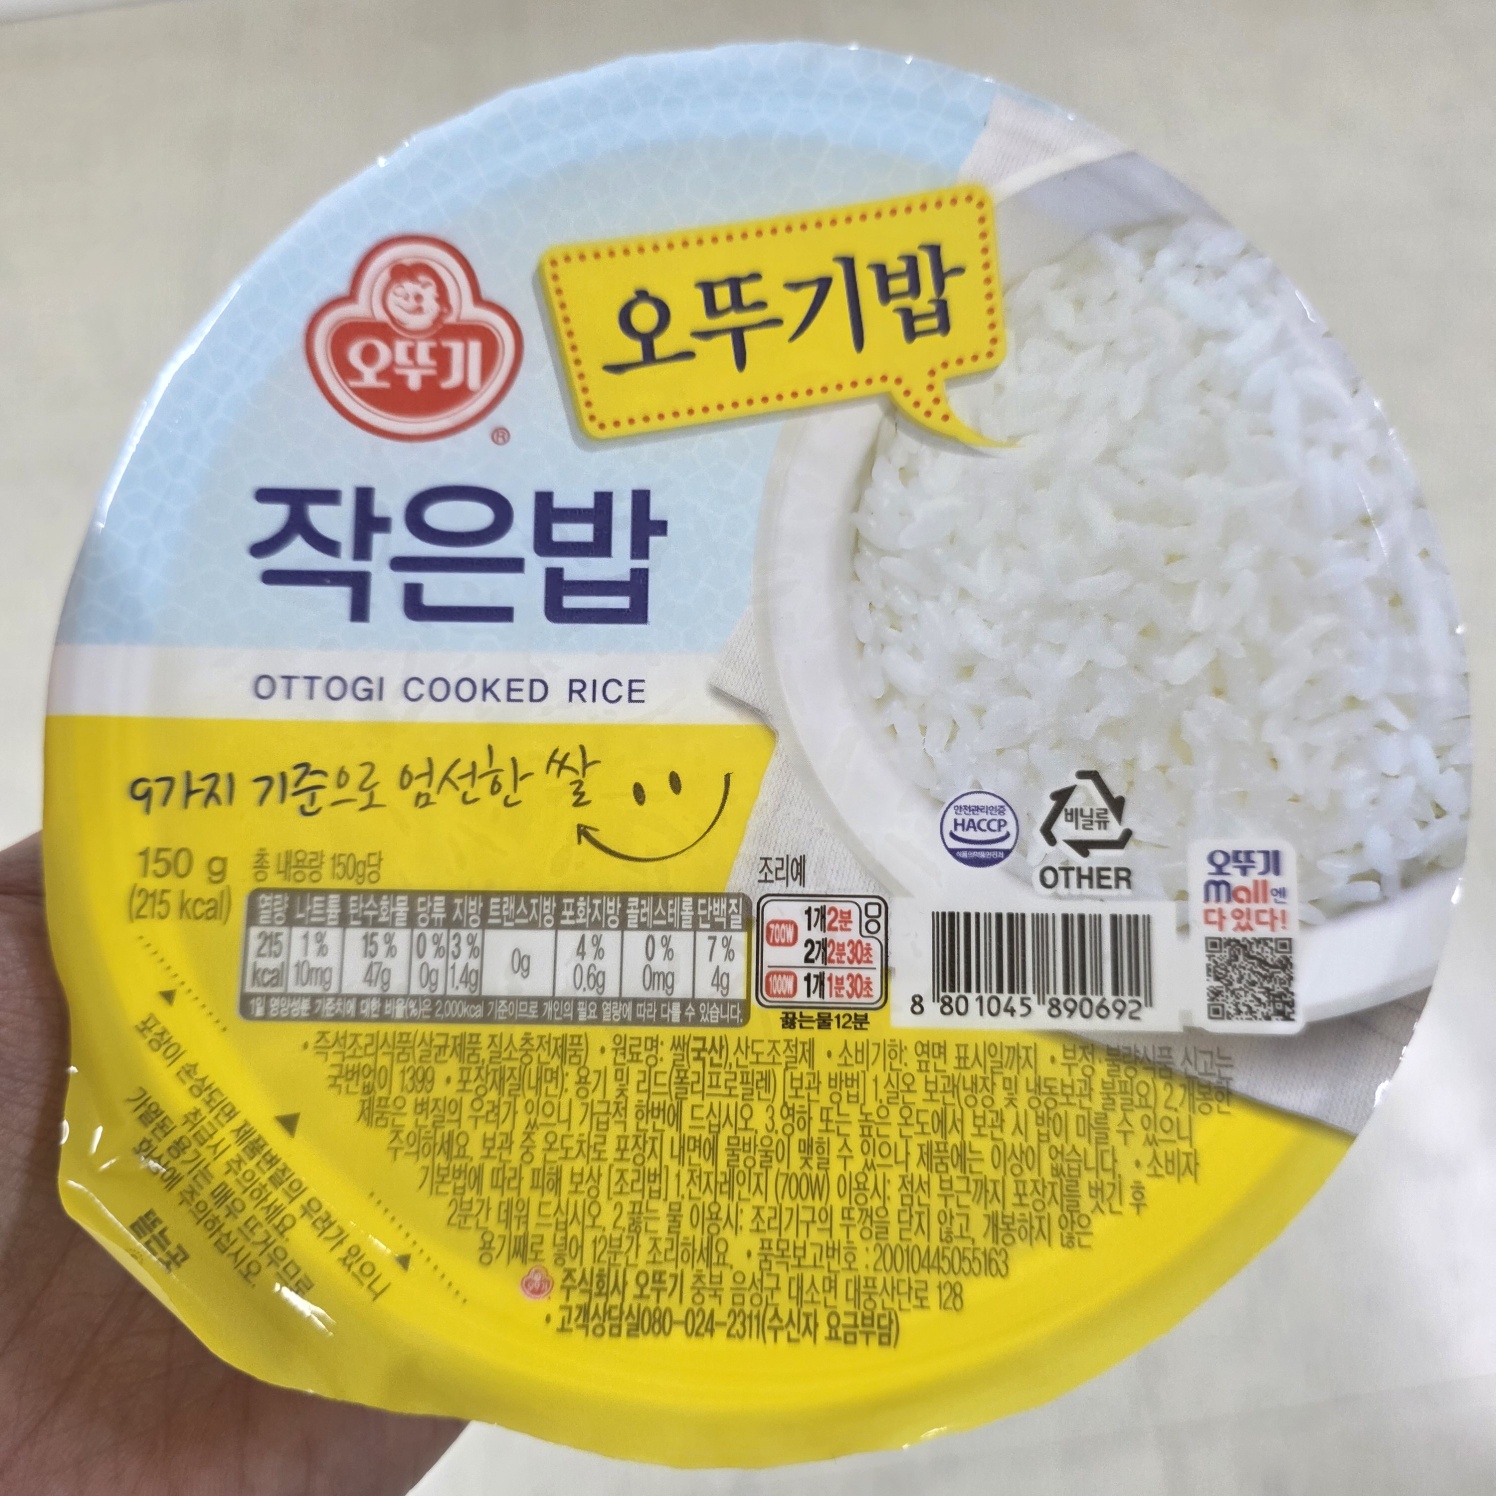 오뚜기밥
오뚜기
®
작은밥
OTTOGI COOKED RICE
9가지 기준으로 엄선한 쌀
150 g
(215 kcal)
총 내용량 150g당
열량 나트륨 탄수화물 당류 지방 트랜스지방 포화지방 콜레스테롤 단백질
215 kcal 1% 10mg 15% 47g 0% 0g 3% 1.4g 0g 4% 0.6g 0% 0mg 7% 4g
1일 영양성분 기준치에 대한 비율(%)은 2,000kcal 기준이므로 개인의 필요 열량에 따라 다를 수 있습니다.
조리예
700W 1개2분
2개2분30초
1000W 1개1분30초
끓는물12분
안전관리인증
HACCP
식품의약품안전처
비닐류
OTHER
오뚜기
mall엔
다 있다!
8 801045 890692
• 즉석조리식품(살균제품,질소충전제품) • 원료명: 쌀(국산),산도조절제 • 소비기한: 옆면 표시일까지 • 부정·불량식품 신고는
국번없이 1399 • 포장재질(내면): 용기 및 리드(폴리프로필렌) [보관 방법] 1.실온 보관(냉장 및 냉동보관 불필요) 2.개봉한
제품은 변질의 우려가 있으니 가급적 한번에 드십시오. 3.영하 또는 높은 온도에서 보관 시 밥이 마를 수 있으니
주의하세요. 보관 중 온도차로 포장지 내면에 물방울이 맺힐 수 있으나 제품에는 이상이 없습니다. • 소비자
기본법에 따라 피해 보상 [조리법] 1.전자레인지 (700W) 이용시: 점선 부근까지 포장지를 벗긴 후
2분간 데워 드십시오. 2.끓는 물 이용시: 조리기구의 뚜껑을 닫지 않고, 개봉하지 않은
용기째로 넣어 12분간 조리하세요. • 품목보고번호 : 20010445055163
주식회사 오뚜기 충북 음성군 대소면 대풍산단로 128
• 고객상담실080-024-2311(수신자 요금부담)
포장이 손상되면 제품변질의 우려가 있으니
취급시 주의하세요.
가열된 용기는 매우 뜨거우므로
화상에 주의하십시오.
뜯는곳